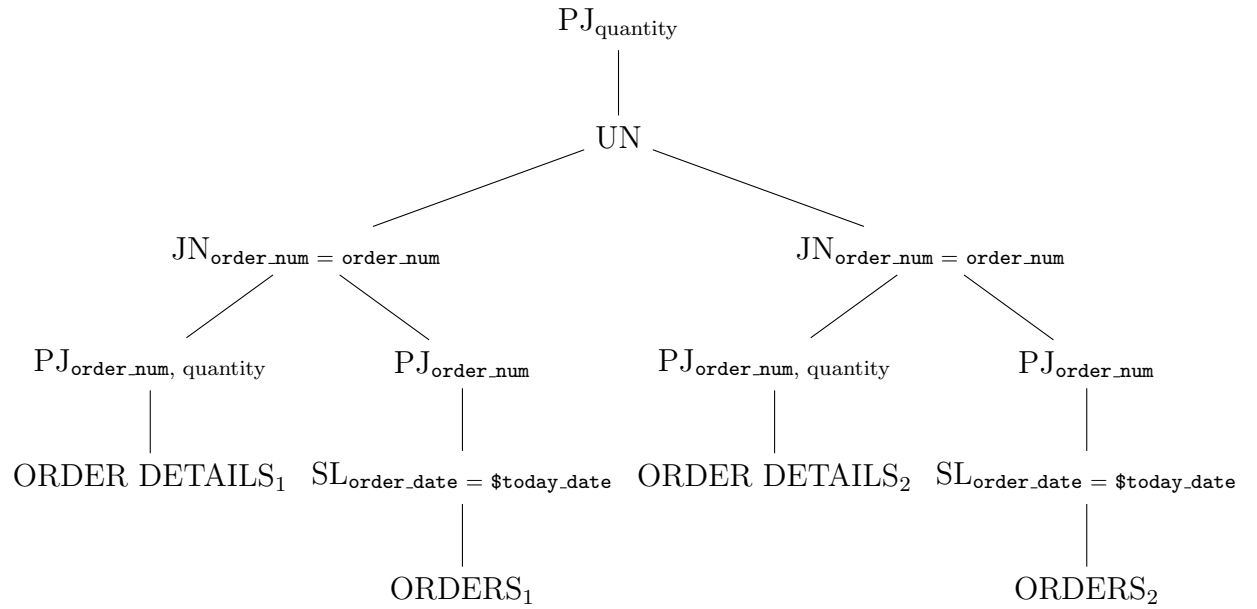 PJquantity
UN
JNorder_num = order_num
JNorder_num = order_num
PJorder_num, quantity
PJorder_num
PJorder_num, quantity
PJorder_num
ORDER DETAILS1
SLorder_date = $today_date
ORDER DETAILS2
SLorder_date = $today_date
ORDERS1
ORDERS2